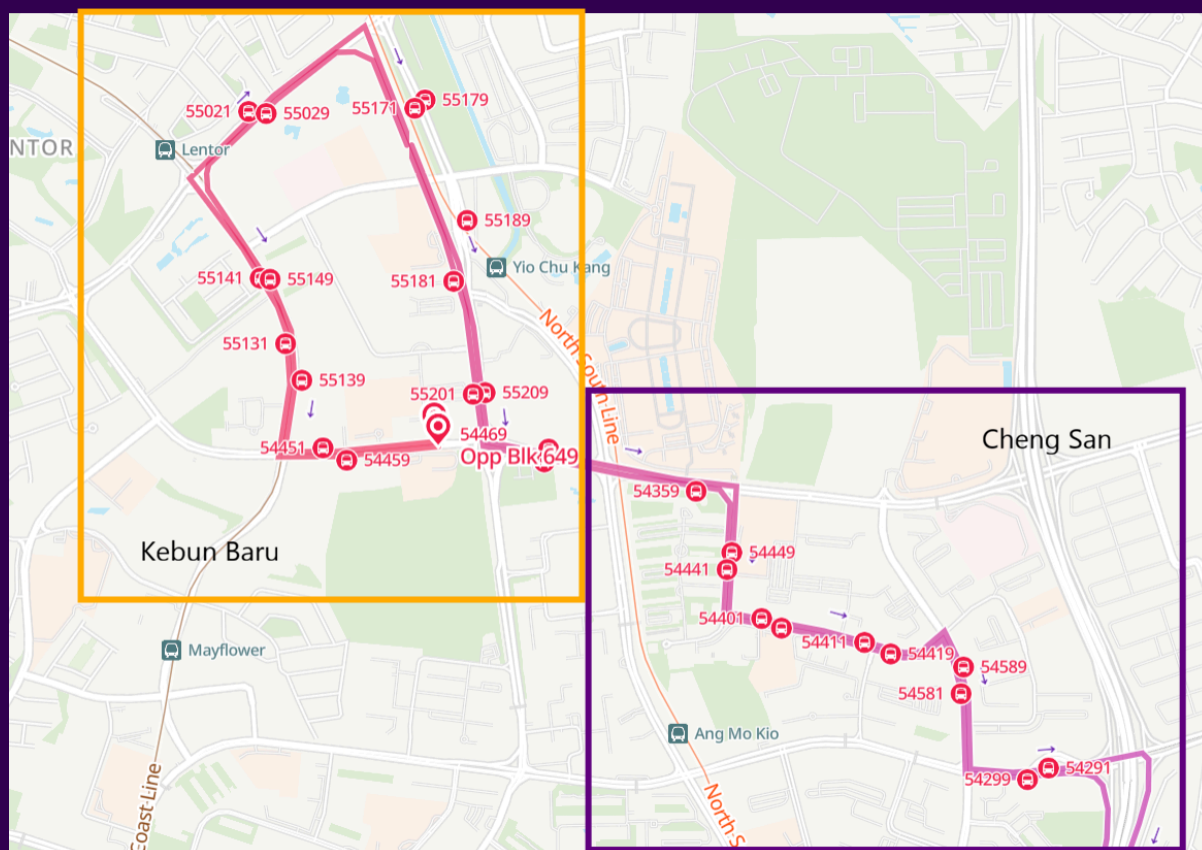 55021
55029
55171
55179
NTOR
Lentor
55189
Yio Chu Kang
55141
55149
55181
North South Line
55131
55139
55201
55209
54451
54459
54469
Opp Blk 649
Cheng San
54359
Kebun Baru
54449
54441
54401
54411
54419
54589
54581
Mayflower
Ang Mo Kio
54299
54291
Coast Line
North S